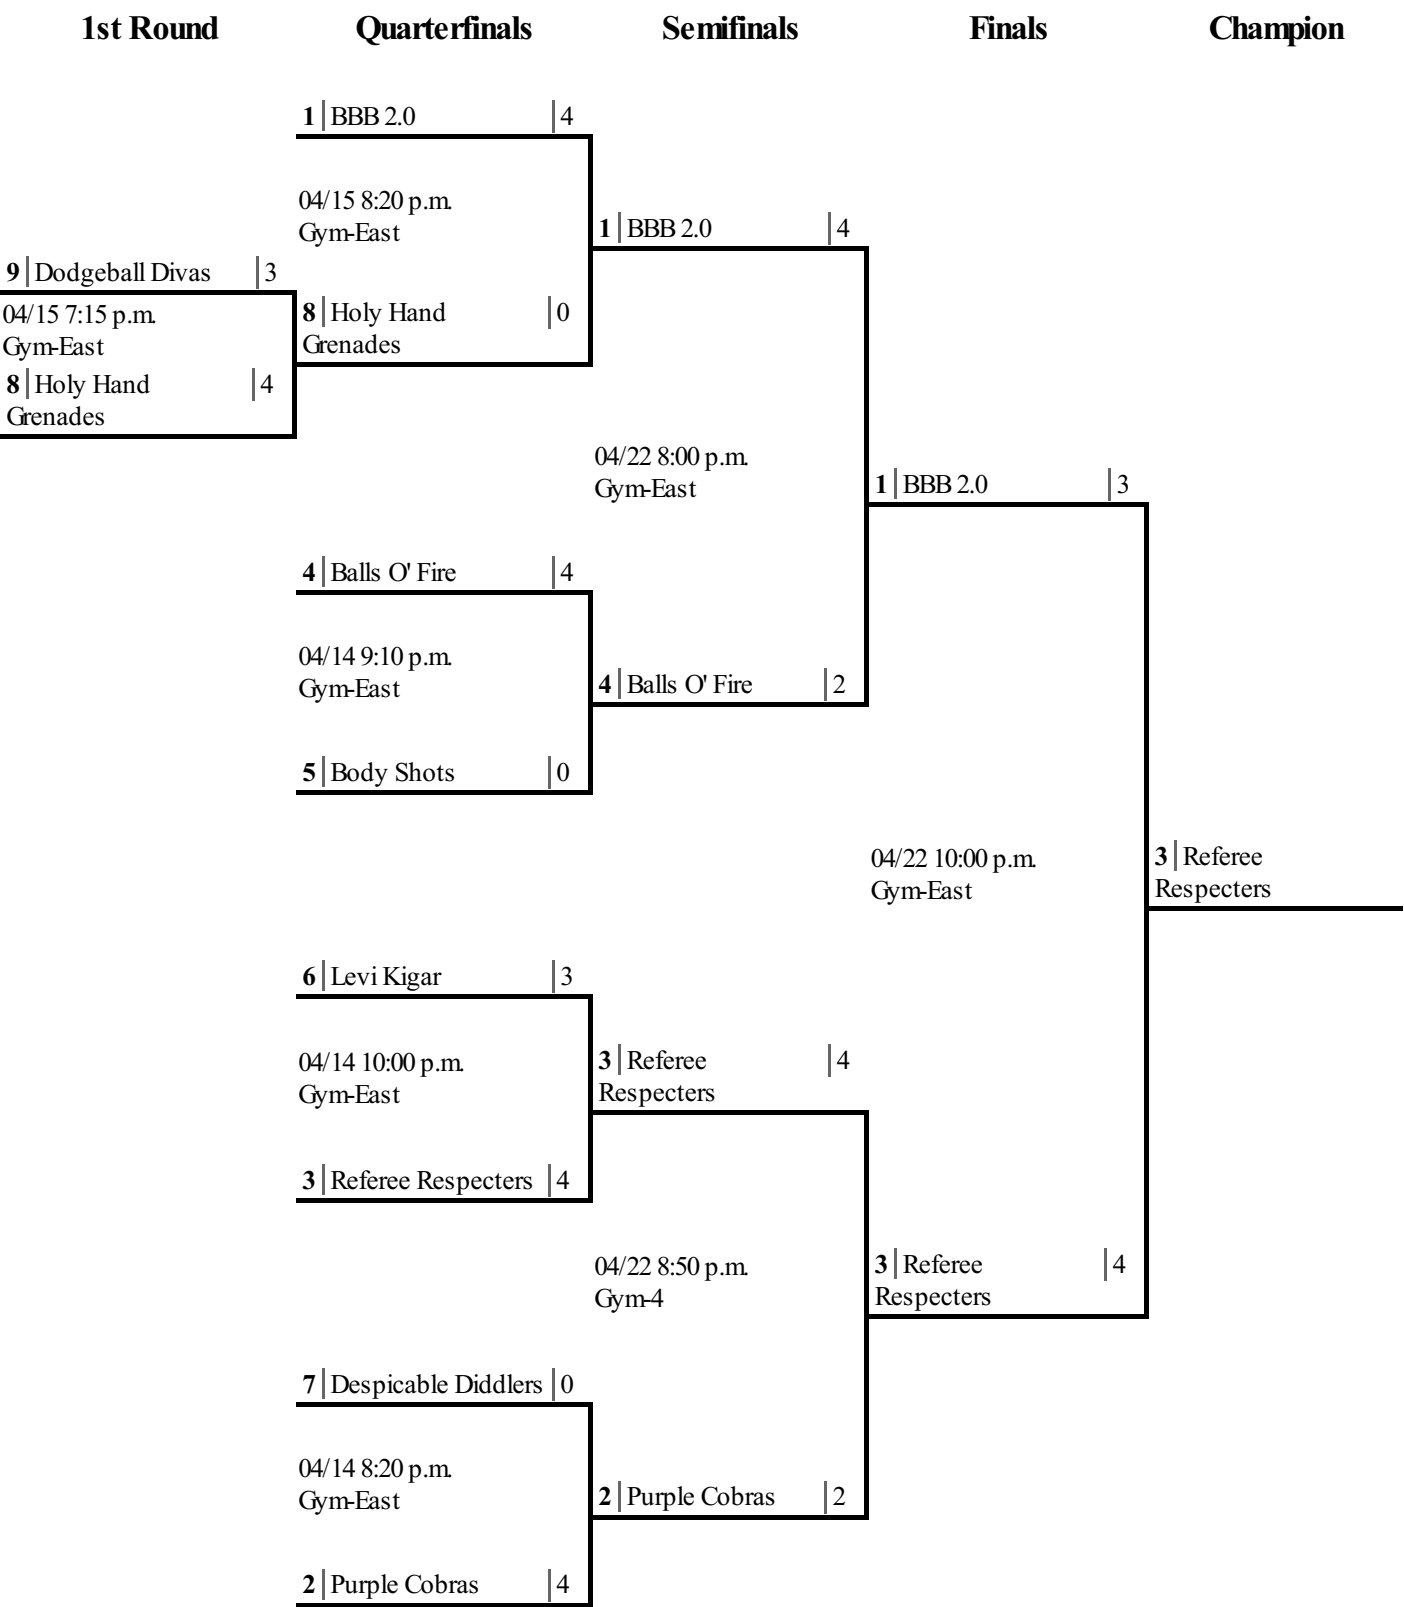 1st Round
Quarterfinals
Semifinals
Finals
Champion
1 BBB 2.0 4
04/15 8:20 p.m.
Gym-East
1 BBB 2.0 4
9 Dodgeball Divas 3
04/15 7:15 p.m.
Gym-East
8 Holy Hand 0
Grenades
8 Holy Hand 4
Grenades
04/22 8:00 p.m.
Gym-East
1 BBB 2.0 3
4 Balls O' Fire 4
04/14 9:10 p.m.
Gym-East
4 Balls O' Fire 2
5 Body Shots 0
04/22 10:00 p.m.
Gym-East
3 Referee
Respecters
6 Levi Kigar 3
04/14 10:00 p.m.
Gym-East
3 Referee 4
Respecters
3 Referee Respecters 4
04/22 8:50 p.m.
Gym-4
3 Referee 4
Respecters
7 Despicable Diddlers 0
04/14 8:20 p.m.
Gym-East
2 Purple Cobras 2
2 Purple Cobras 4